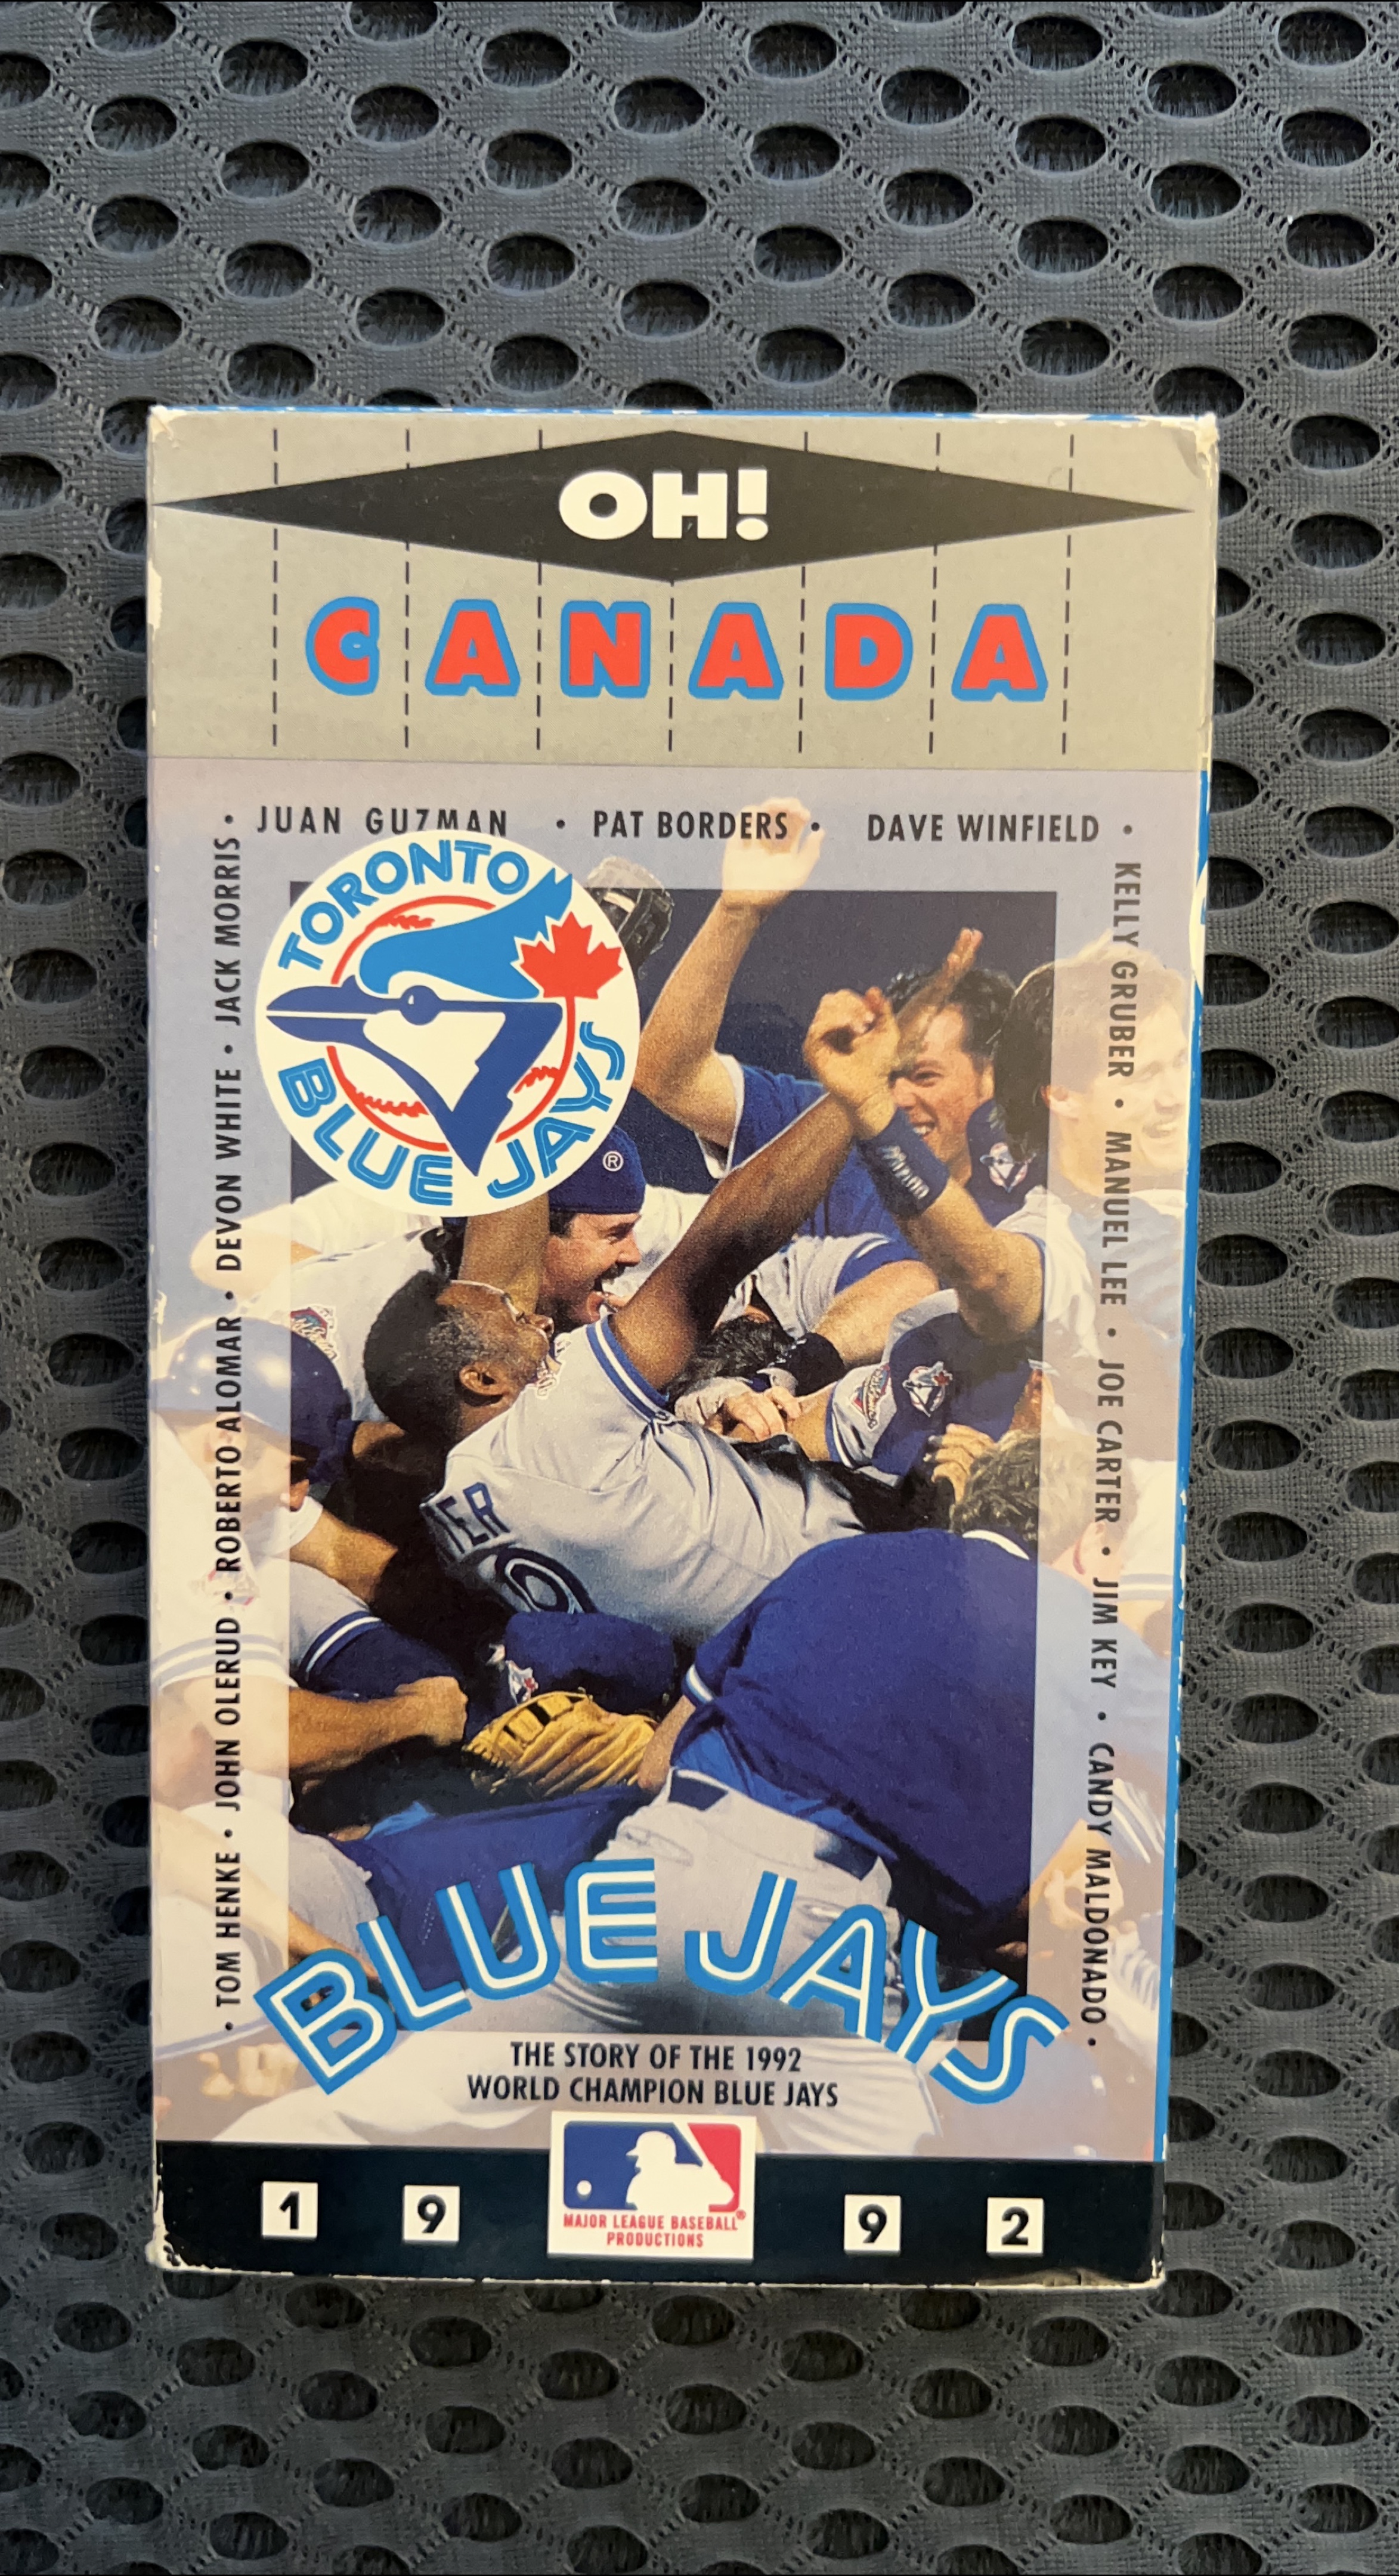 OH!
CANADA
• JUAN GUZMAN • PAT BORDERS • DAVE WINFIELD •
• TOM HENKE • JOHN OLERUD • ROBERTO ALOMAR • DEVON WHITE • JACK MORRIS
KELLY GRUBER • MANUEL LEE • JOE CARTER • JIM KEY • CANDY MALDONADO •
TORONTO
BLUE JAYS
®
MIZUNO
BLUE JAYS
THE STORY OF THE 1992
WORLD CHAMPION BLUE JAYS
1 9 9 2
MAJOR LEAGUE BASEBALL®
PRODUCTIONS